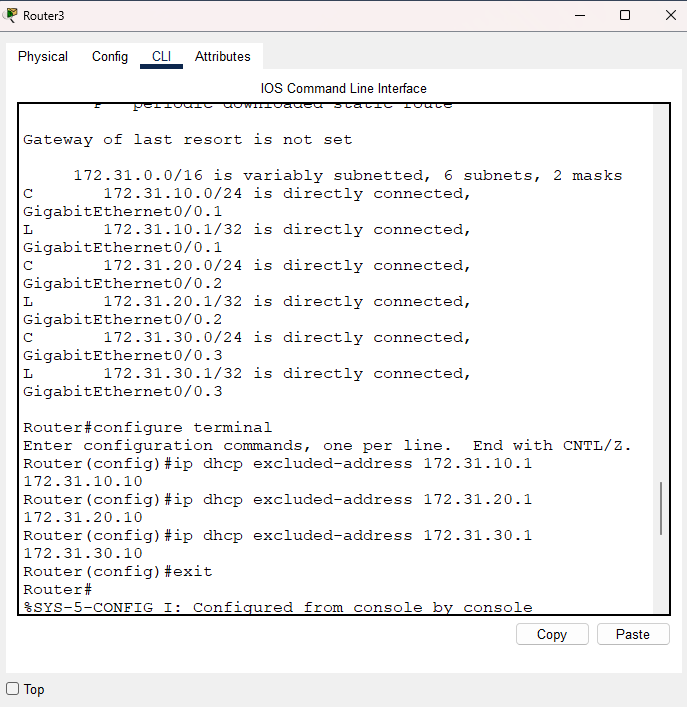 Router3
Physical Config CLI Attributes
IOS Command Line Interface
P - periodic downloaded static route
Gateway of last resort is not set
172.31.0.0/16 is variably subnetted, 6 subnets, 2 masks
C 172.31.10.0/24 is directly connected,
GigabitEthernet0/0.1
L 172.31.10.1/32 is directly connected,
GigabitEthernet0/0.1
C 172.31.20.0/24 is directly connected,
GigabitEthernet0/0.2
L 172.31.20.1/32 is directly connected,
GigabitEthernet0/0.2
C 172.31.30.0/24 is directly connected,
GigabitEthernet0/0.3
L 172.31.30.1/32 is directly connected,
GigabitEthernet0/0.3
Router#configure terminal
Enter configuration commands, one per line. End with CNTL/Z.
Router(config)#ip dhcp excluded-address 172.31.10.1
172.31.10.10
Router(config)#ip dhcp excluded-address 172.31.20.1
172.31.20.10
Router(config)#ip dhcp excluded-address 172.31.30.1
172.31.30.10
Router(config)#exit
Router#
%SYS-5-CONFIG_I: Configured from console by console
Copy Paste
Top